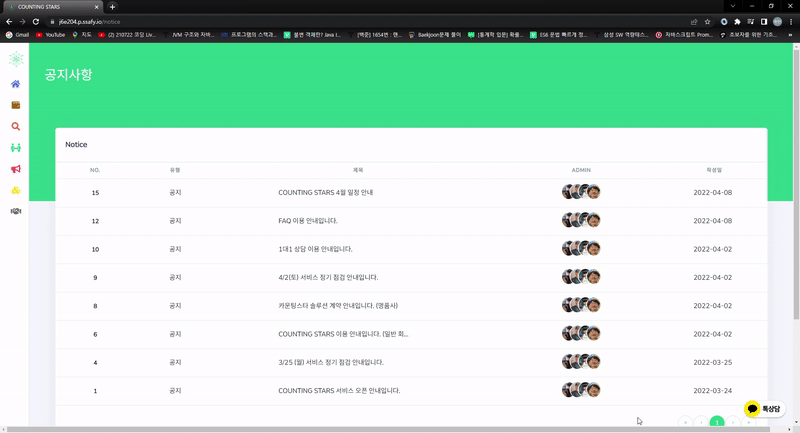 COUNTING STARS
j6e204.p.ssafy.io/notice
Gmail
YouTube
지도
(2) 210722 코딩 Liv...
JVM 구조와 자바...
프로그램의 스택과...
불변 객체란? Java I...
[백준] 1654번 : 랜...
Baekjoon문제 풀이
[통계학 입문] 확률...
ES6 문법 빠르게 정...
삼성 SW 역량테스...
자바스크립트 Prom...
초보자를 위한 기초...
공지사항
Notice
NO. 유형 제목 ADMIN 작성일
15 공지 COUNTING STARS 4월 일정 안내 2022-04-08
12 공지 FAQ 이용 안내입니다. 2022-04-08
10 공지 1대1 상담 이용 안내입니다. 2022-04-02
9 공지 4/2(토) 서비스 정기 점검 안내입니다. 2022-04-02
8 공지 카운팅스타 솔루션 계약 안내입니다. (명품사) 2022-04-02
6 공지 COUNTING STARS 이용 안내입니다. (일반 회... 2022-04-02
4 공지 3/25 (월) 서비스 정기 점검 안내입니다. 2022-03-25
1 공지 COUNTING STARS 서비스 오픈 안내입니다. 2022-03-24
« ‹ 1 › »
톡상담